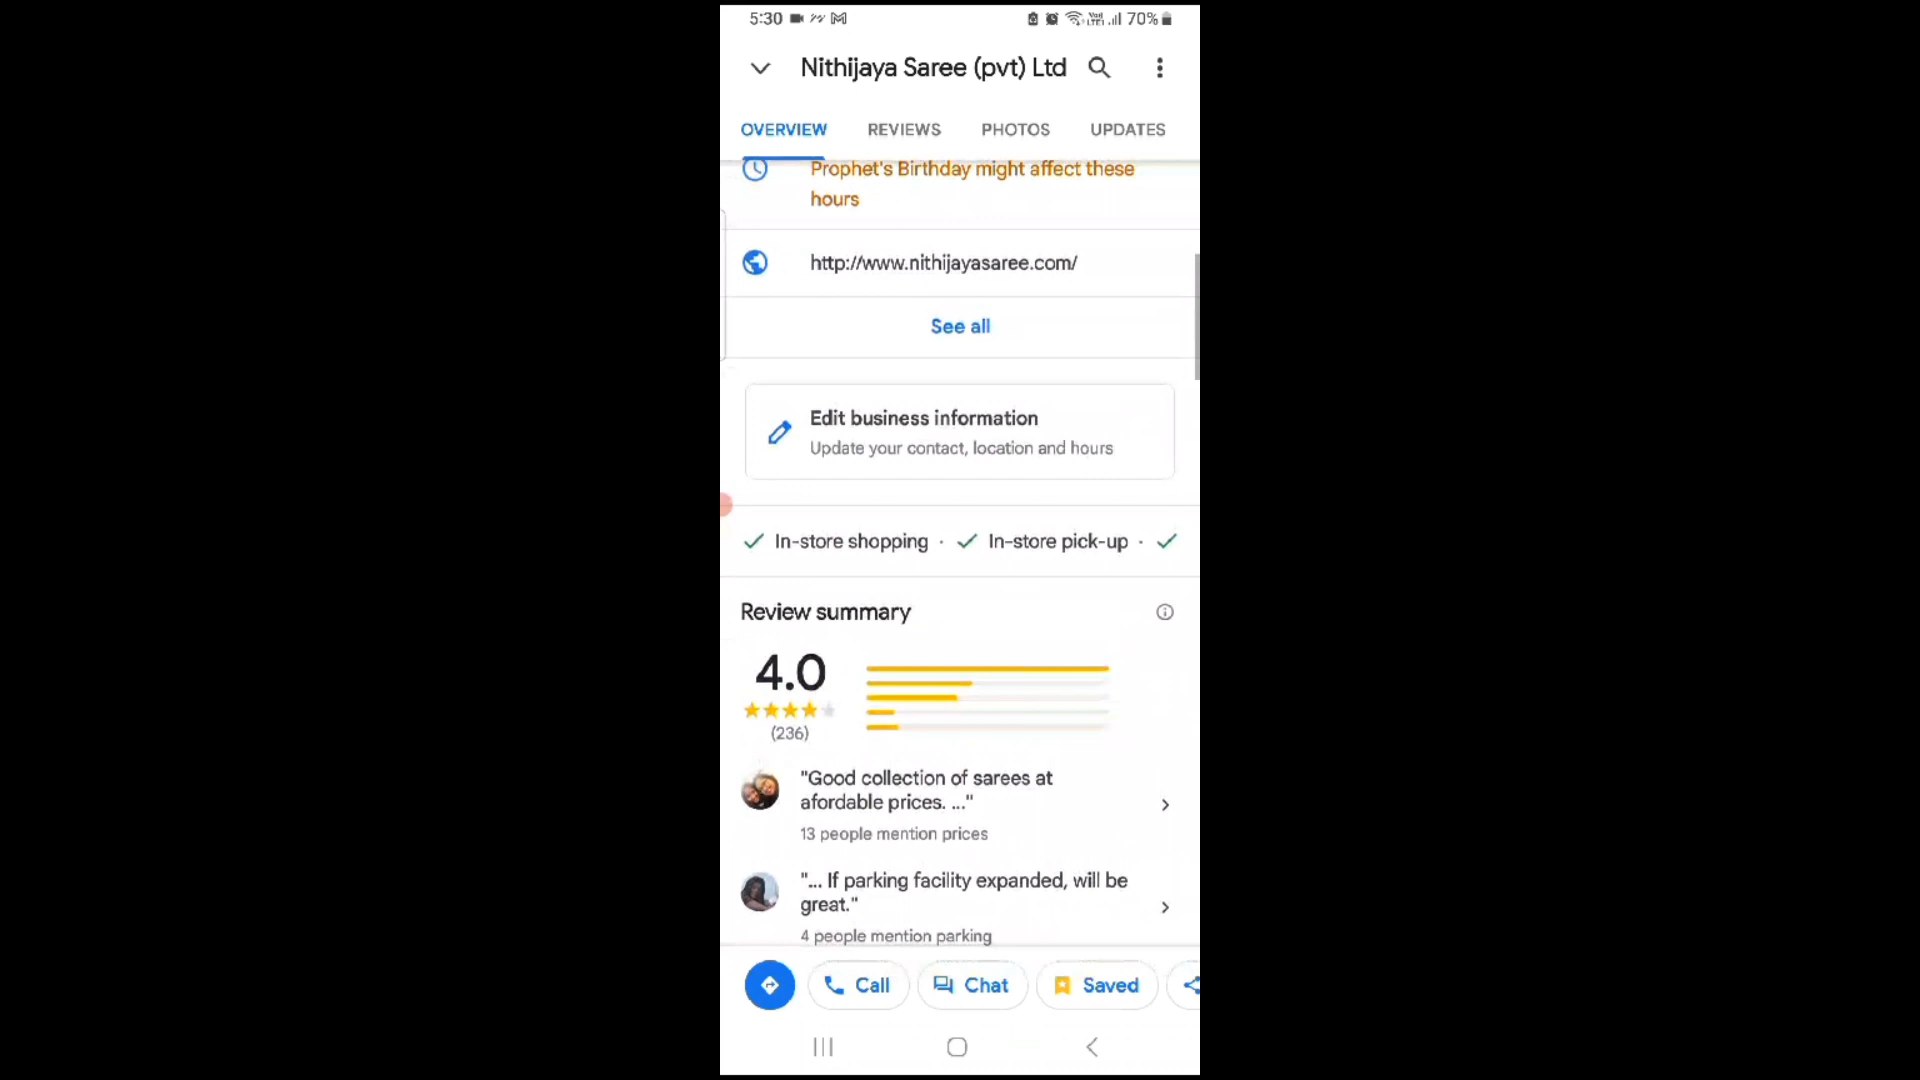 5:30 70%
Nithijaya Saree (pvt) Ltd
OVERVIEW REVIEWS PHOTOS UPDATES
Prophet's Birthday might affect these
hours
http://www.nithijayasaree.com/
See all
Edit business information
Update your contact, location and hours
In-store shopping · In-store pick-up ·
Review summary
4.0
(236)
"Good collection of sarees at
afordable prices. ..."
13 people mention prices
"... If parking facility expanded, will be
great."
4 people mention parking
Call Chat Saved